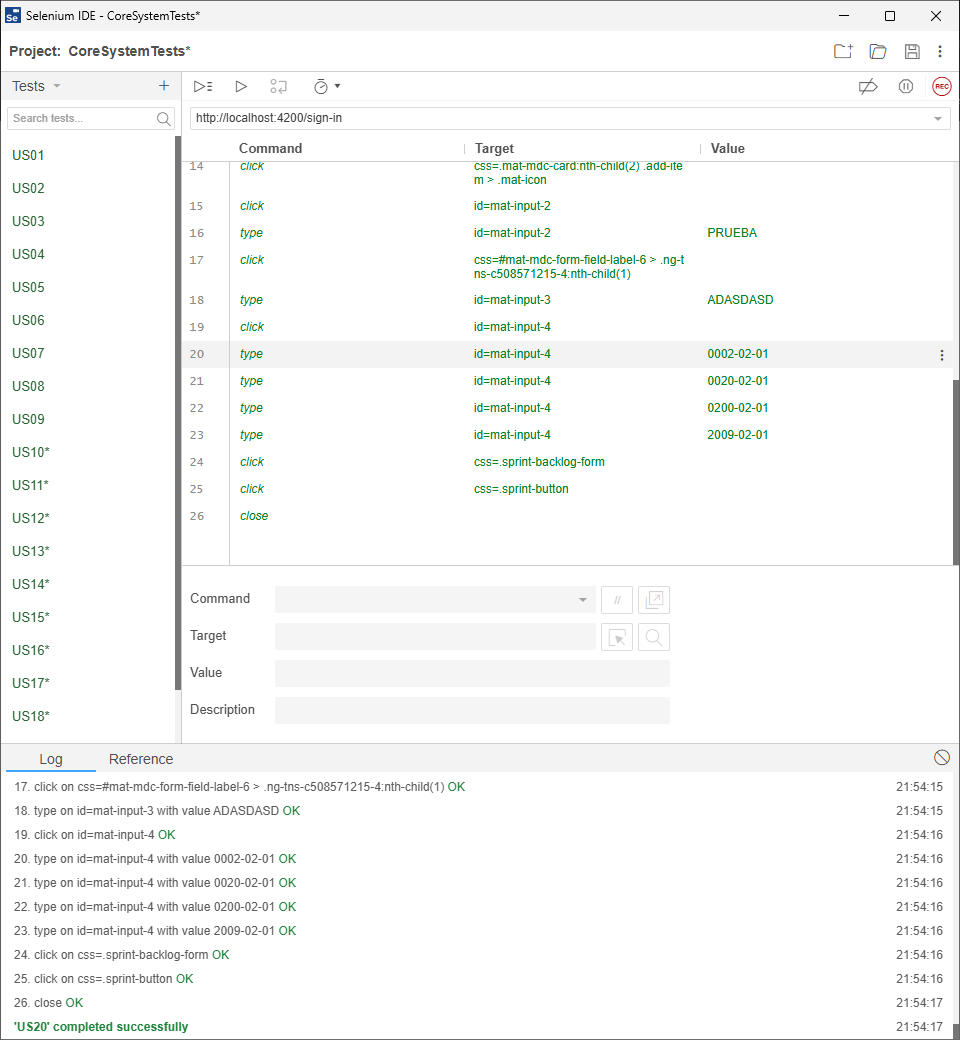 Se Selenium IDE - CoreSystemTests*
Project: CoreSystemTests*
Tests
REC
Search tests...
http://localhost:4200/sign-in
Command Target Value
US01
US02
US03
US04
US05
US06
US07
US08
US09
US10*
US11*
US12*
US13*
US14*
US15*
US16*
US17*
US18*
14 click css=.mat-mdc-card:nth-child(2) .add-ite
m > .mat-icon
15 click id=mat-input-2
16 type id=mat-input-2 PRUEBA
17 click css=#mat-mdc-form-field-label-6 > .ng-t
ns-c508571215-4:nth-child(1)
18 type id=mat-input-3 ADASDASD
19 click id=mat-input-4
20 type id=mat-input-4 0002-02-01
21 type id=mat-input-4 0020-02-01
22 type id=mat-input-4 0200-02-01
23 type id=mat-input-4 2009-02-01
24 click css=.sprint-backlog-form
25 click css=.sprint-button
26 close
Command //
Target
Value
Description
Log Reference
17. click on css=#mat-mdc-form-field-label-6 > .ng-tns-c508571215-4:nth-child(1) OK 21:54:15
18. type on id=mat-input-3 with value ADASDASD OK 21:54:15
19. click on id=mat-input-4 OK 21:54:16
20. type on id=mat-input-4 with value 0002-02-01 OK 21:54:16
21. type on id=mat-input-4 with value 0020-02-01 OK 21:54:16
22. type on id=mat-input-4 with value 0200-02-01 OK 21:54:16
23. type on id=mat-input-4 with value 2009-02-01 OK 21:54:16
24. click on css=.sprint-backlog-form OK 21:54:16
25. click on css=.sprint-button OK 21:54:16
26. close OK 21:54:17
'US20' completed successfully 21:54:17